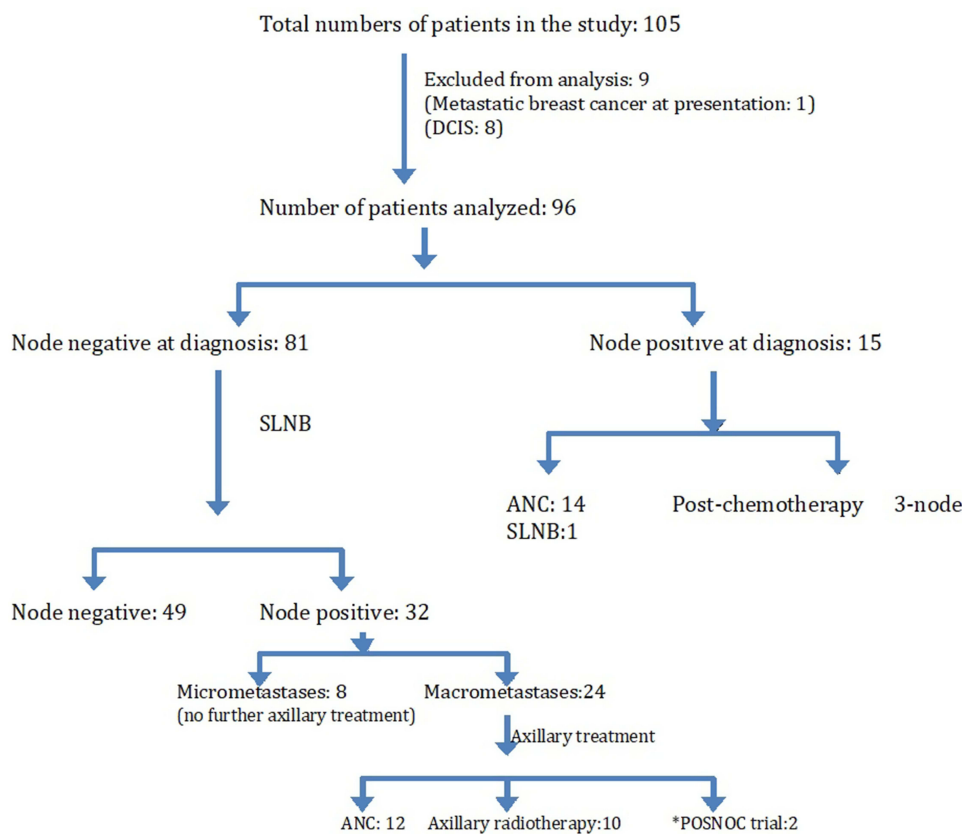 Total numbers of patients in the study: 105
Excluded from analysis: 9
(Metastatic breast cancer at presentation: 1)
(DCIS: 8)
Number of patients analyzed: 96
Node negative at diagnosis: 81
Node positive at diagnosis: 15
SLNB
ANC: 14
SLNB:1
Post-chemotherapy 3-node
Node negative: 49
Node positive: 32
Micrometastases: 8
(no further axillary treatment)
Macrometastases:24
Axillary treatment
ANC: 12
Axillary radiotherapy:10
*POSNOC trial:2